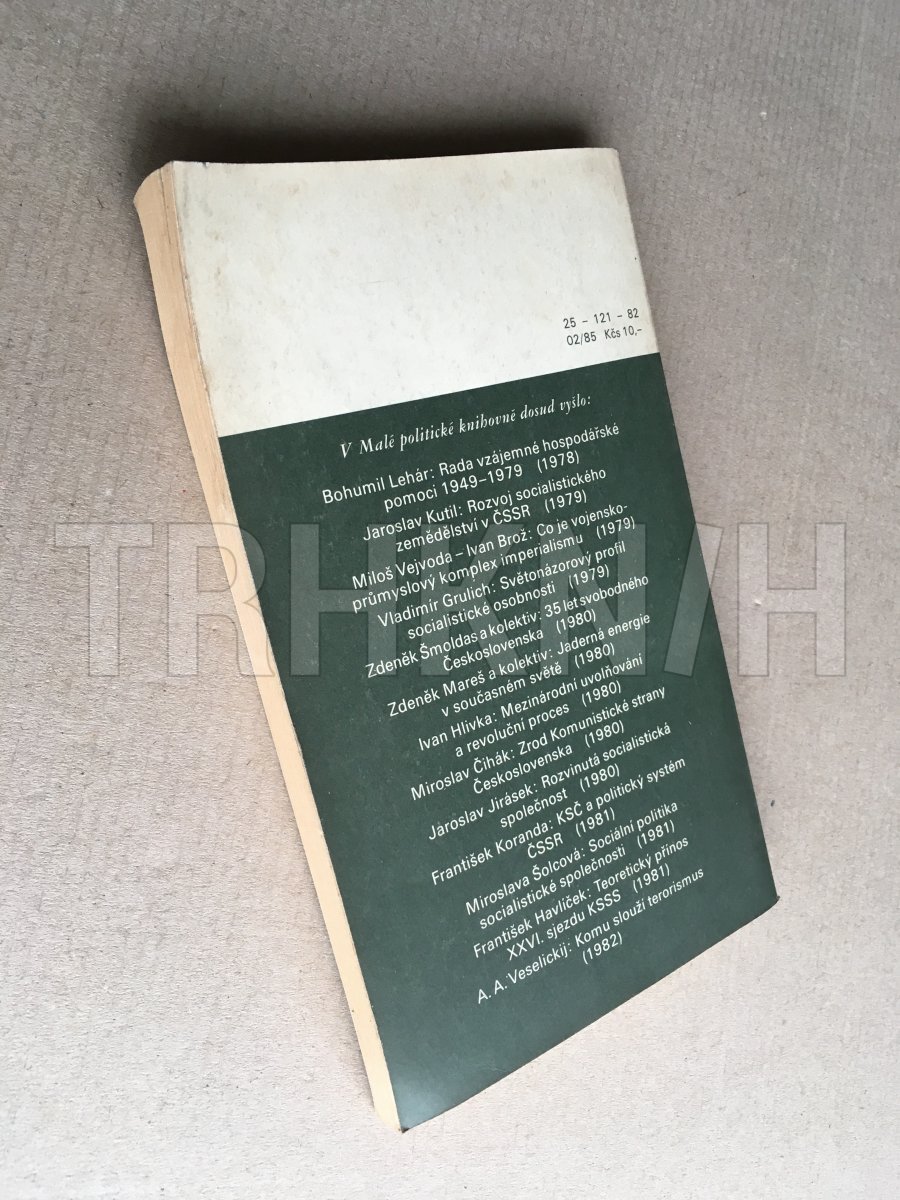 25 – 121 – 82
02/85 Kčs 10,–
V Malé politické knihovně dosud vyšlo:
Bohumil Lehár: Rada vzájemné hospodářské
pomoci 1949–1979 (1978)
Jaroslav Kutil: Rozvoj socialistického
zemědělství v ČSSR (1979)
Miloš Vejvoda – Ivan Brož: Co je vojensko-
průmyslový komplex imperialismu (1979)
Vladimír Grulich: Světonázorový profil
socialistické osobnosti (1979)
Zdeněk Šmoldas a kolektiv: 35 let svobodného
Československa (1980)
Zdeněk Mareš a kolektiv: Jaderná energie
v současném světě (1980)
Ivan Hlivka: Mezinárodní uvolňování
a revoluční proces (1980)
Miroslav Čihák: Zrod Komunistické strany
Československa (1980)
Jaroslav Jirásek: Rozvinutá socialistická
společnost (1980)
František Koranda: KSČ a politický systém
ČSSR (1981)
Miroslava Šolcová: Sociální politika
socialistické společnosti (1981)
František Havlíček: Teoretický přínos
XXVI. sjezdu KSSS (1981)
A. A. Veselickij: Komu slouží terorismus
(1982)
TRHKNIH